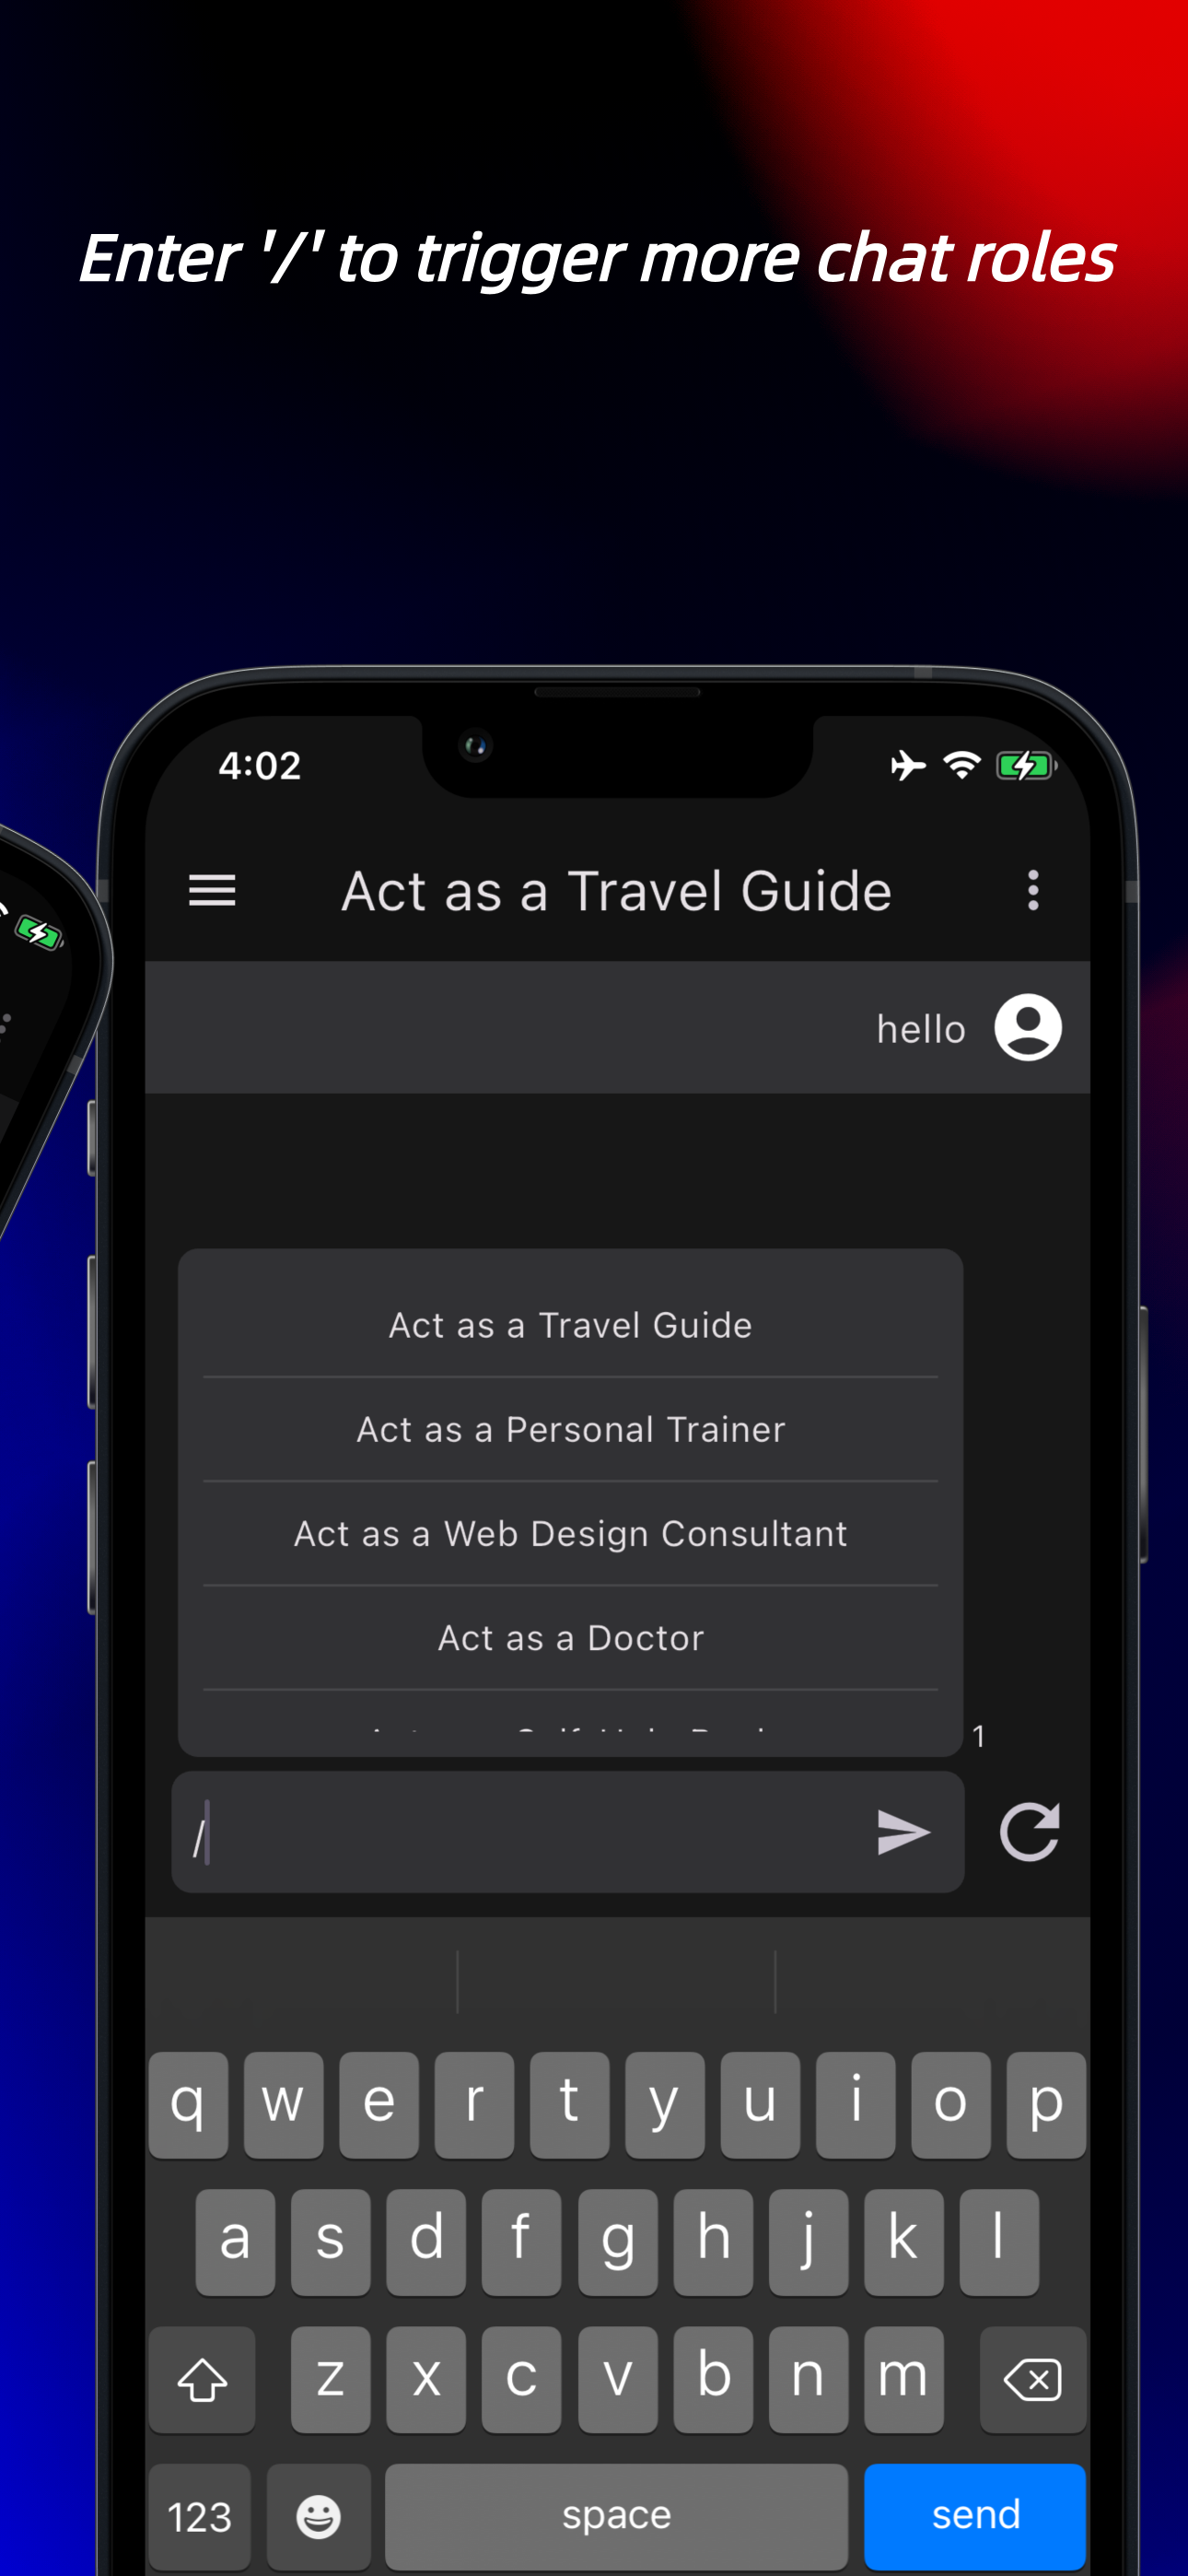 Enter '/' to trigger more chat roles
4:02
Act as a Travel Guide
hello
Act as a Travel Guide
Act as a Personal Trainer
Act as a Web Design Consultant
Act as a Doctor
1
/
q w e r t y u i o p
a s d f g h j k l
z x c v b n m
123 space send